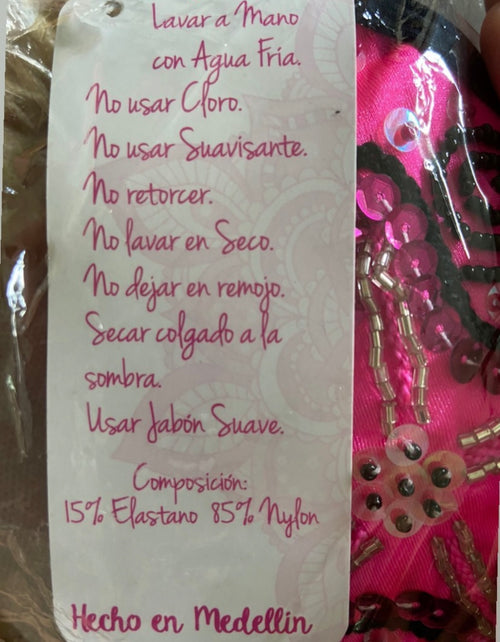 Lavar a Mano
con Agua Fría.
No usar Cloro.
No usar Suavisante.
No retorcer.
No lavar en Seco.
No dejar en remojo.
Secar colgado a la
sombra.
Usar Jabón Suave.
Composición:
15% Elastano 85% Nylon
Hecho en Medellin